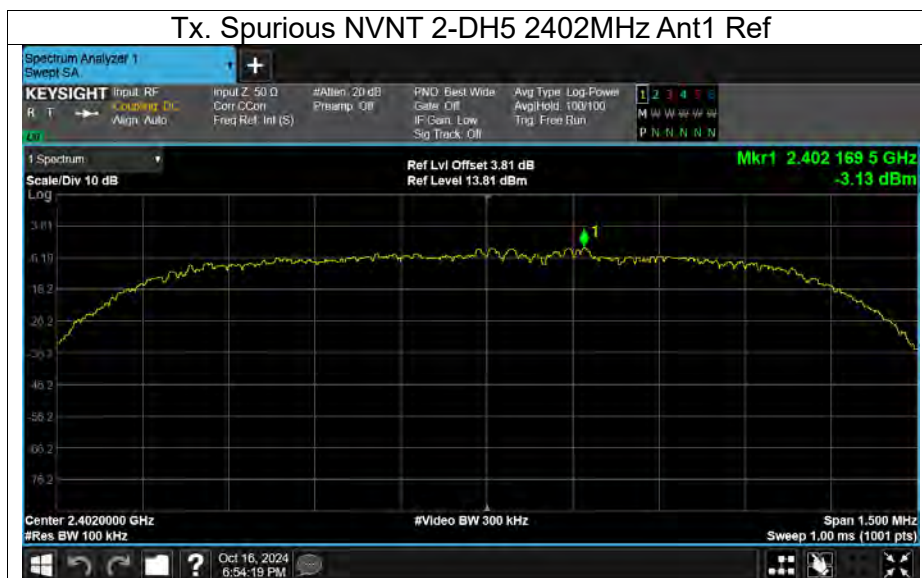 Tx. Spurious NVNT 2-DH5 2402MHz Ant1 Ref
Spectrum Analyzer 1
Swept SA
+
KEYSIGHT Input: RF Input Z: 50 Ω #Atten: 20 dB PNO: Best Wide Avg Type: Log-Power 1 2 3 4 5 6
R T Coupling: DC Corr CCorr Preamp: Off Gate: Off Avg|Hold: 100/100 M W W W W W
Align: Auto Freq Ref: Int (S) IF Gain: Low Trig: Free Run P N N N N N
Sig Track: Off
1 Spectrum Ref Lvl Offset 3.81 dB Mkr1 2.402 169 5 GHz
Scale/Div 10 dB Ref Level 13.81 dBm -3.13 dBm
Log
1
3.81
-6.19
-16.2
-26.2
-36.2
-46.2
-56.2
-66.2
-76.2
Center 2.4020000 GHz #Video BW 300 kHz Span 1.500 MHz
#Res BW 100 kHz Sweep 1.00 ms (1001 pts)
? Oct 16, 2024
6:54:19 PM